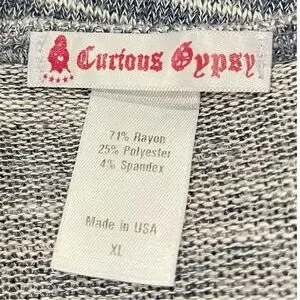 Curious Gypsy
71% Rayon
25% Polyester
4% Spandex
Made in USA
XL